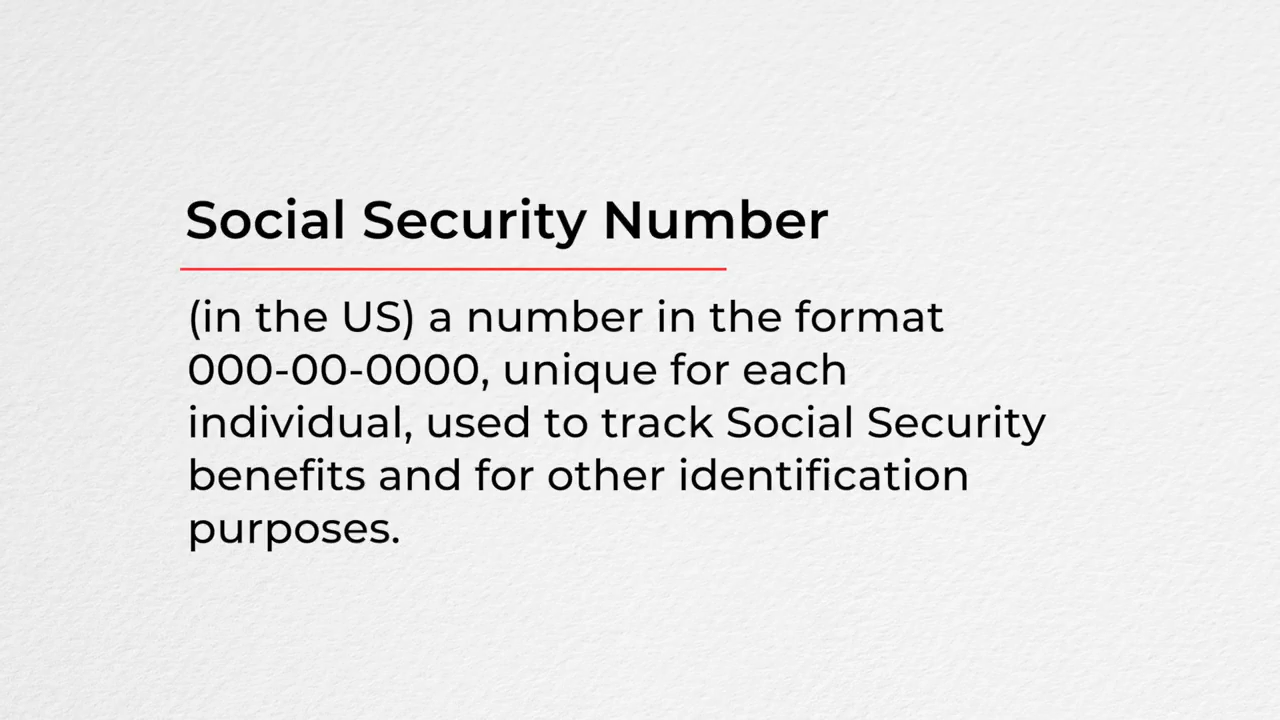 Social Security Number
(in the US) a number in the format
000-00-0000, unique for each
individual, used to track Social Security
benefits and for other identification
purposes.